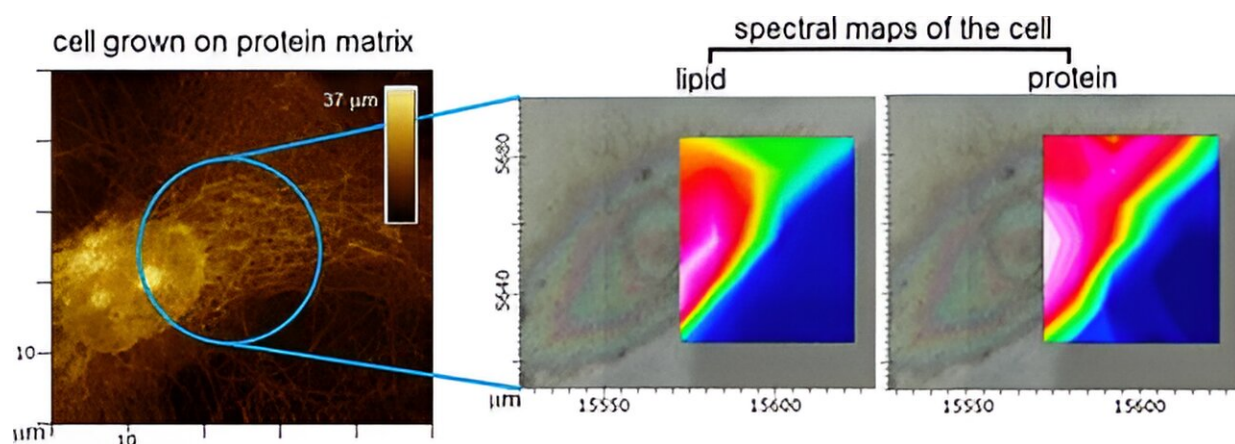 cell grown on protein matrix
spectral maps of the cell
lipid
protein
37 μm
5680
5640
10
μm
10
μm
15550
15600
15550
15600